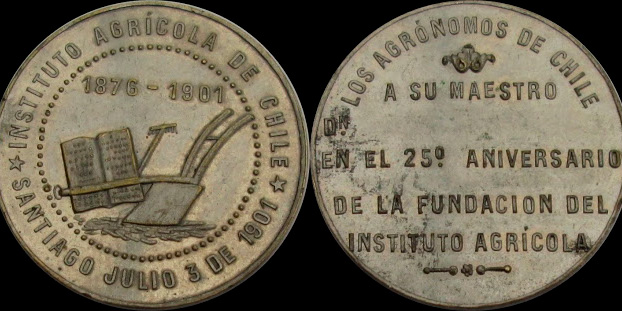 ★ INSTITUTO AGRÍCOLA DE CHILE ★
1876 - 1901
SANTIAGO JULIO 3 DE 1901
LOS AGRÓNOMOS DE CHILE
A SU MAESTRO
Dn
EN EL 25º ANIVERSARIO
DE LA FUNDACION DEL
INSTITUTO AGRÍCOLA